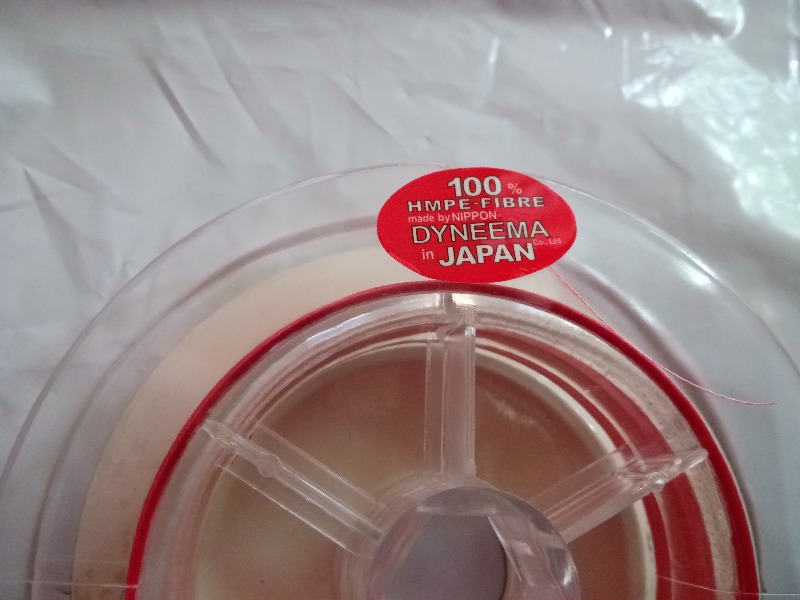 100 %
HMPE-FIBRE
made by NIPPON
DYNEEMA
in JAPAN Co., Ltd